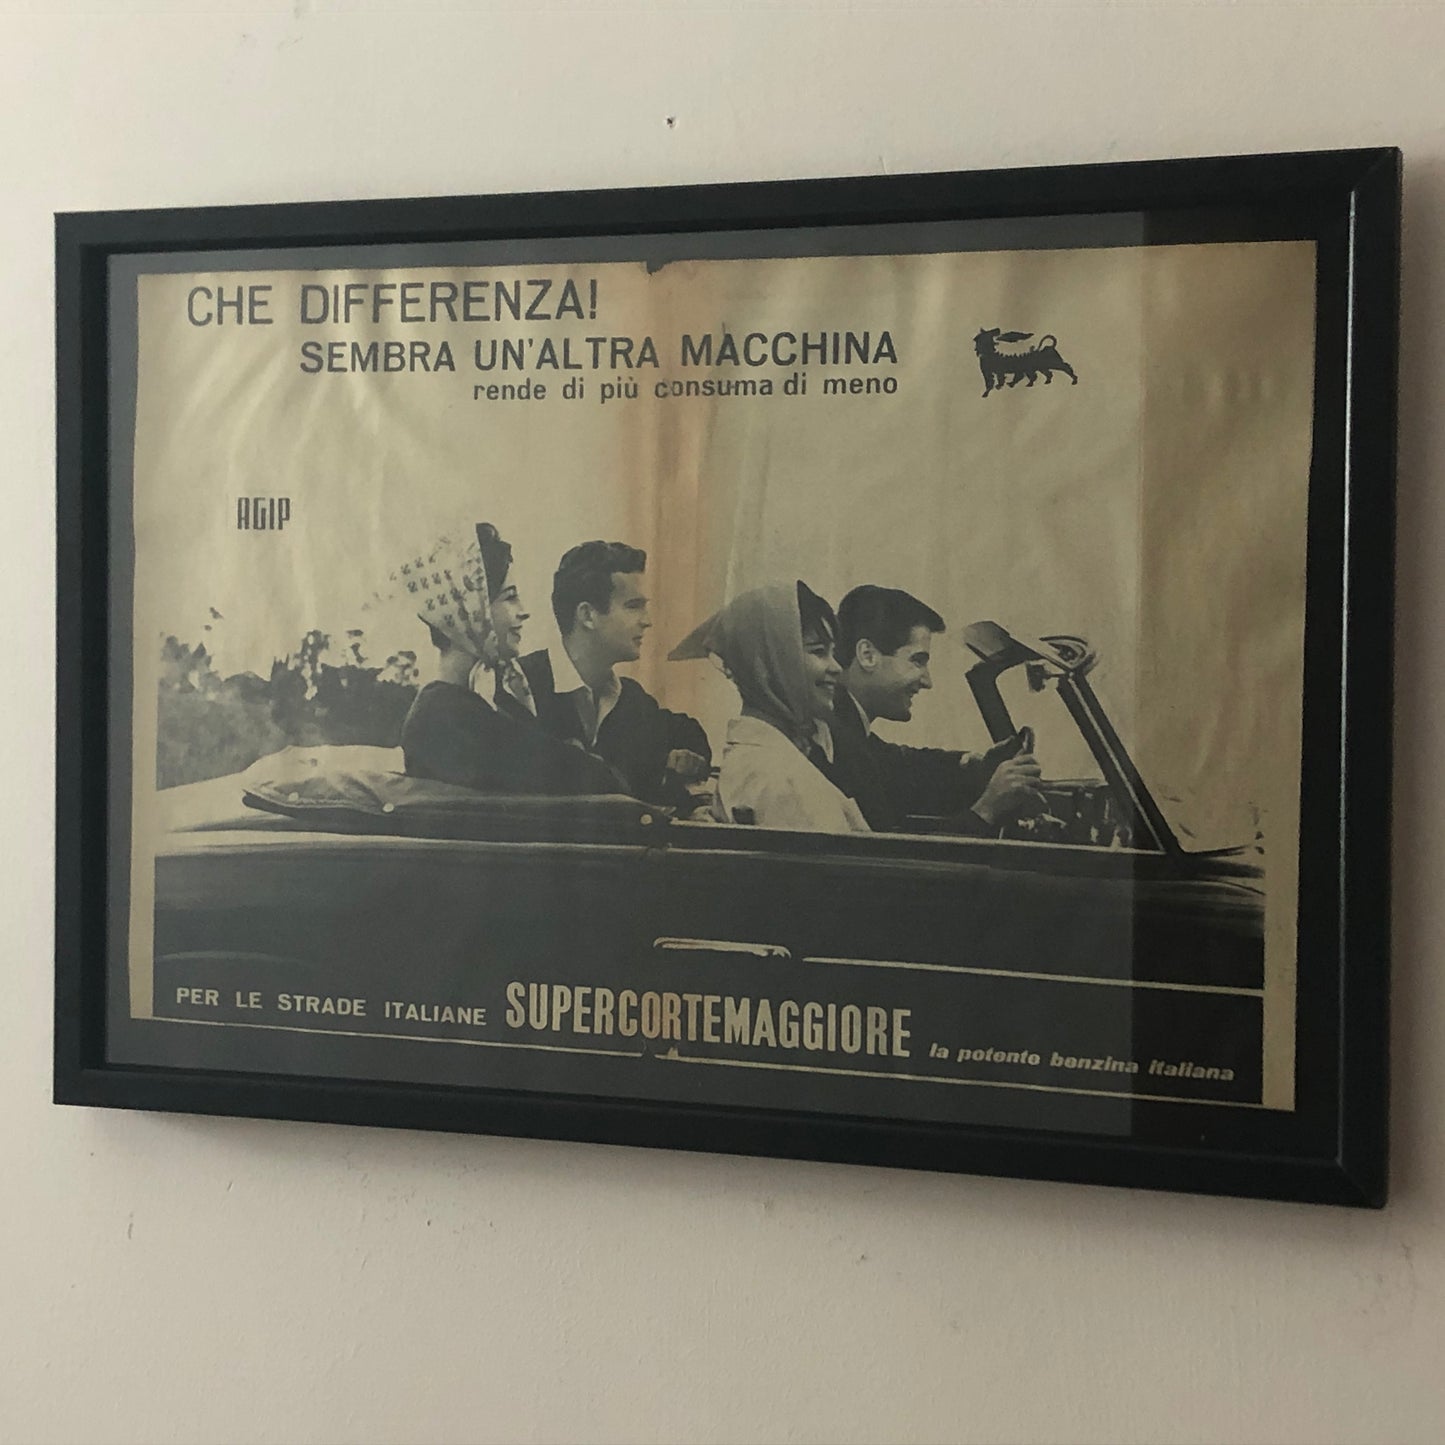 CHE DIFFERENZA!
SEMBRA UN'ALTRA MACCHINA
rende di più consuma di meno
AGIP
PER LE STRADE ITALIANE SUPERCORTEMAGGIORE la potente benzina italiana